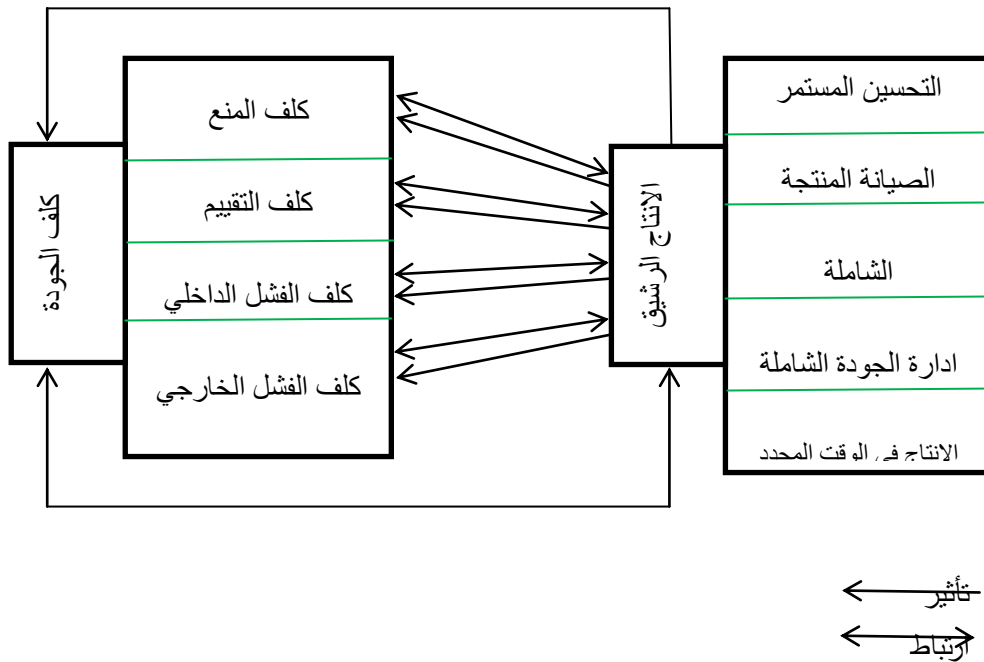 التحسين المستمر
الصيانة المنتجة
الشاملة
ادارة الجودة الشاملة
الانتاج في الوقت المحدد
الانتاج الرشيق
كلف المنع
كلف التقييم
كلف الفشل الداخلي
كلف الفشل الخارجي
كلف الجودة
تأثير
ارتباط